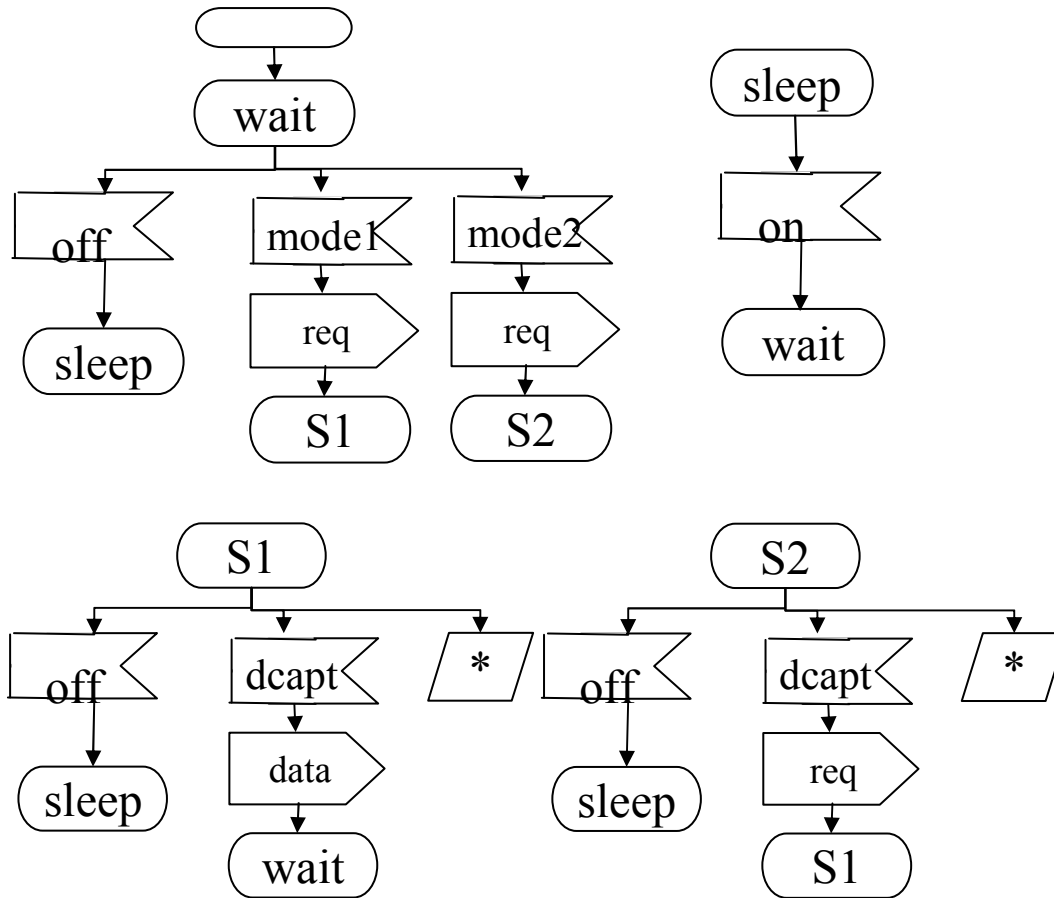 wait
sleep
off
mode1
mode2
on
req
req
sleep
wait
S1
S2
S1
S2
off
dcapt
*
off
dcapt
*
data
req
sleep
sleep
wait
S1